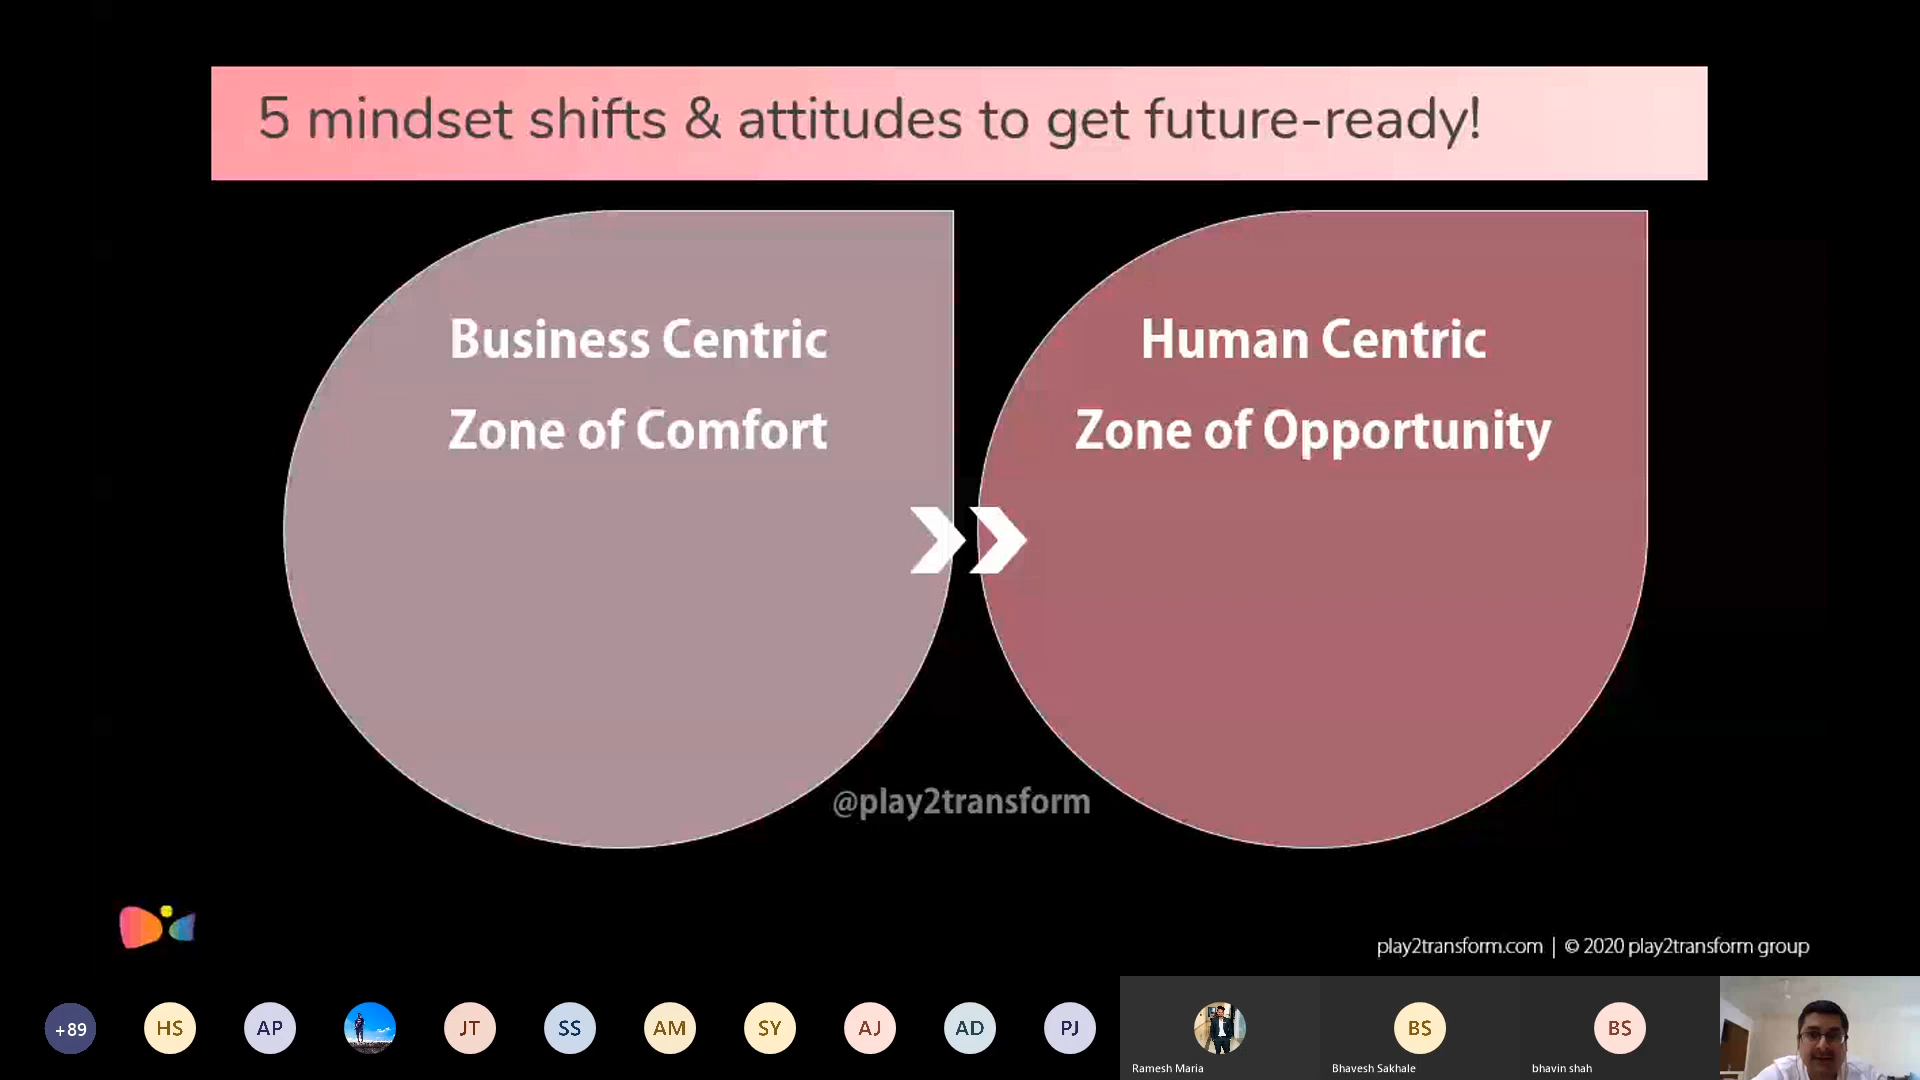 5 mindset shifts & attitudes to get future-ready!
Business Centric
Zone of Comfort
Human Centric
Zone of Opportunity
@play2transform
play2transform.com | © 2020 play2transform group
+89
HS
AP
JT
SS
AM
SY
AJ
AD
PJ
Ramesh Maria
BS
Bhavesh Sakhale
BS
bhavin shah